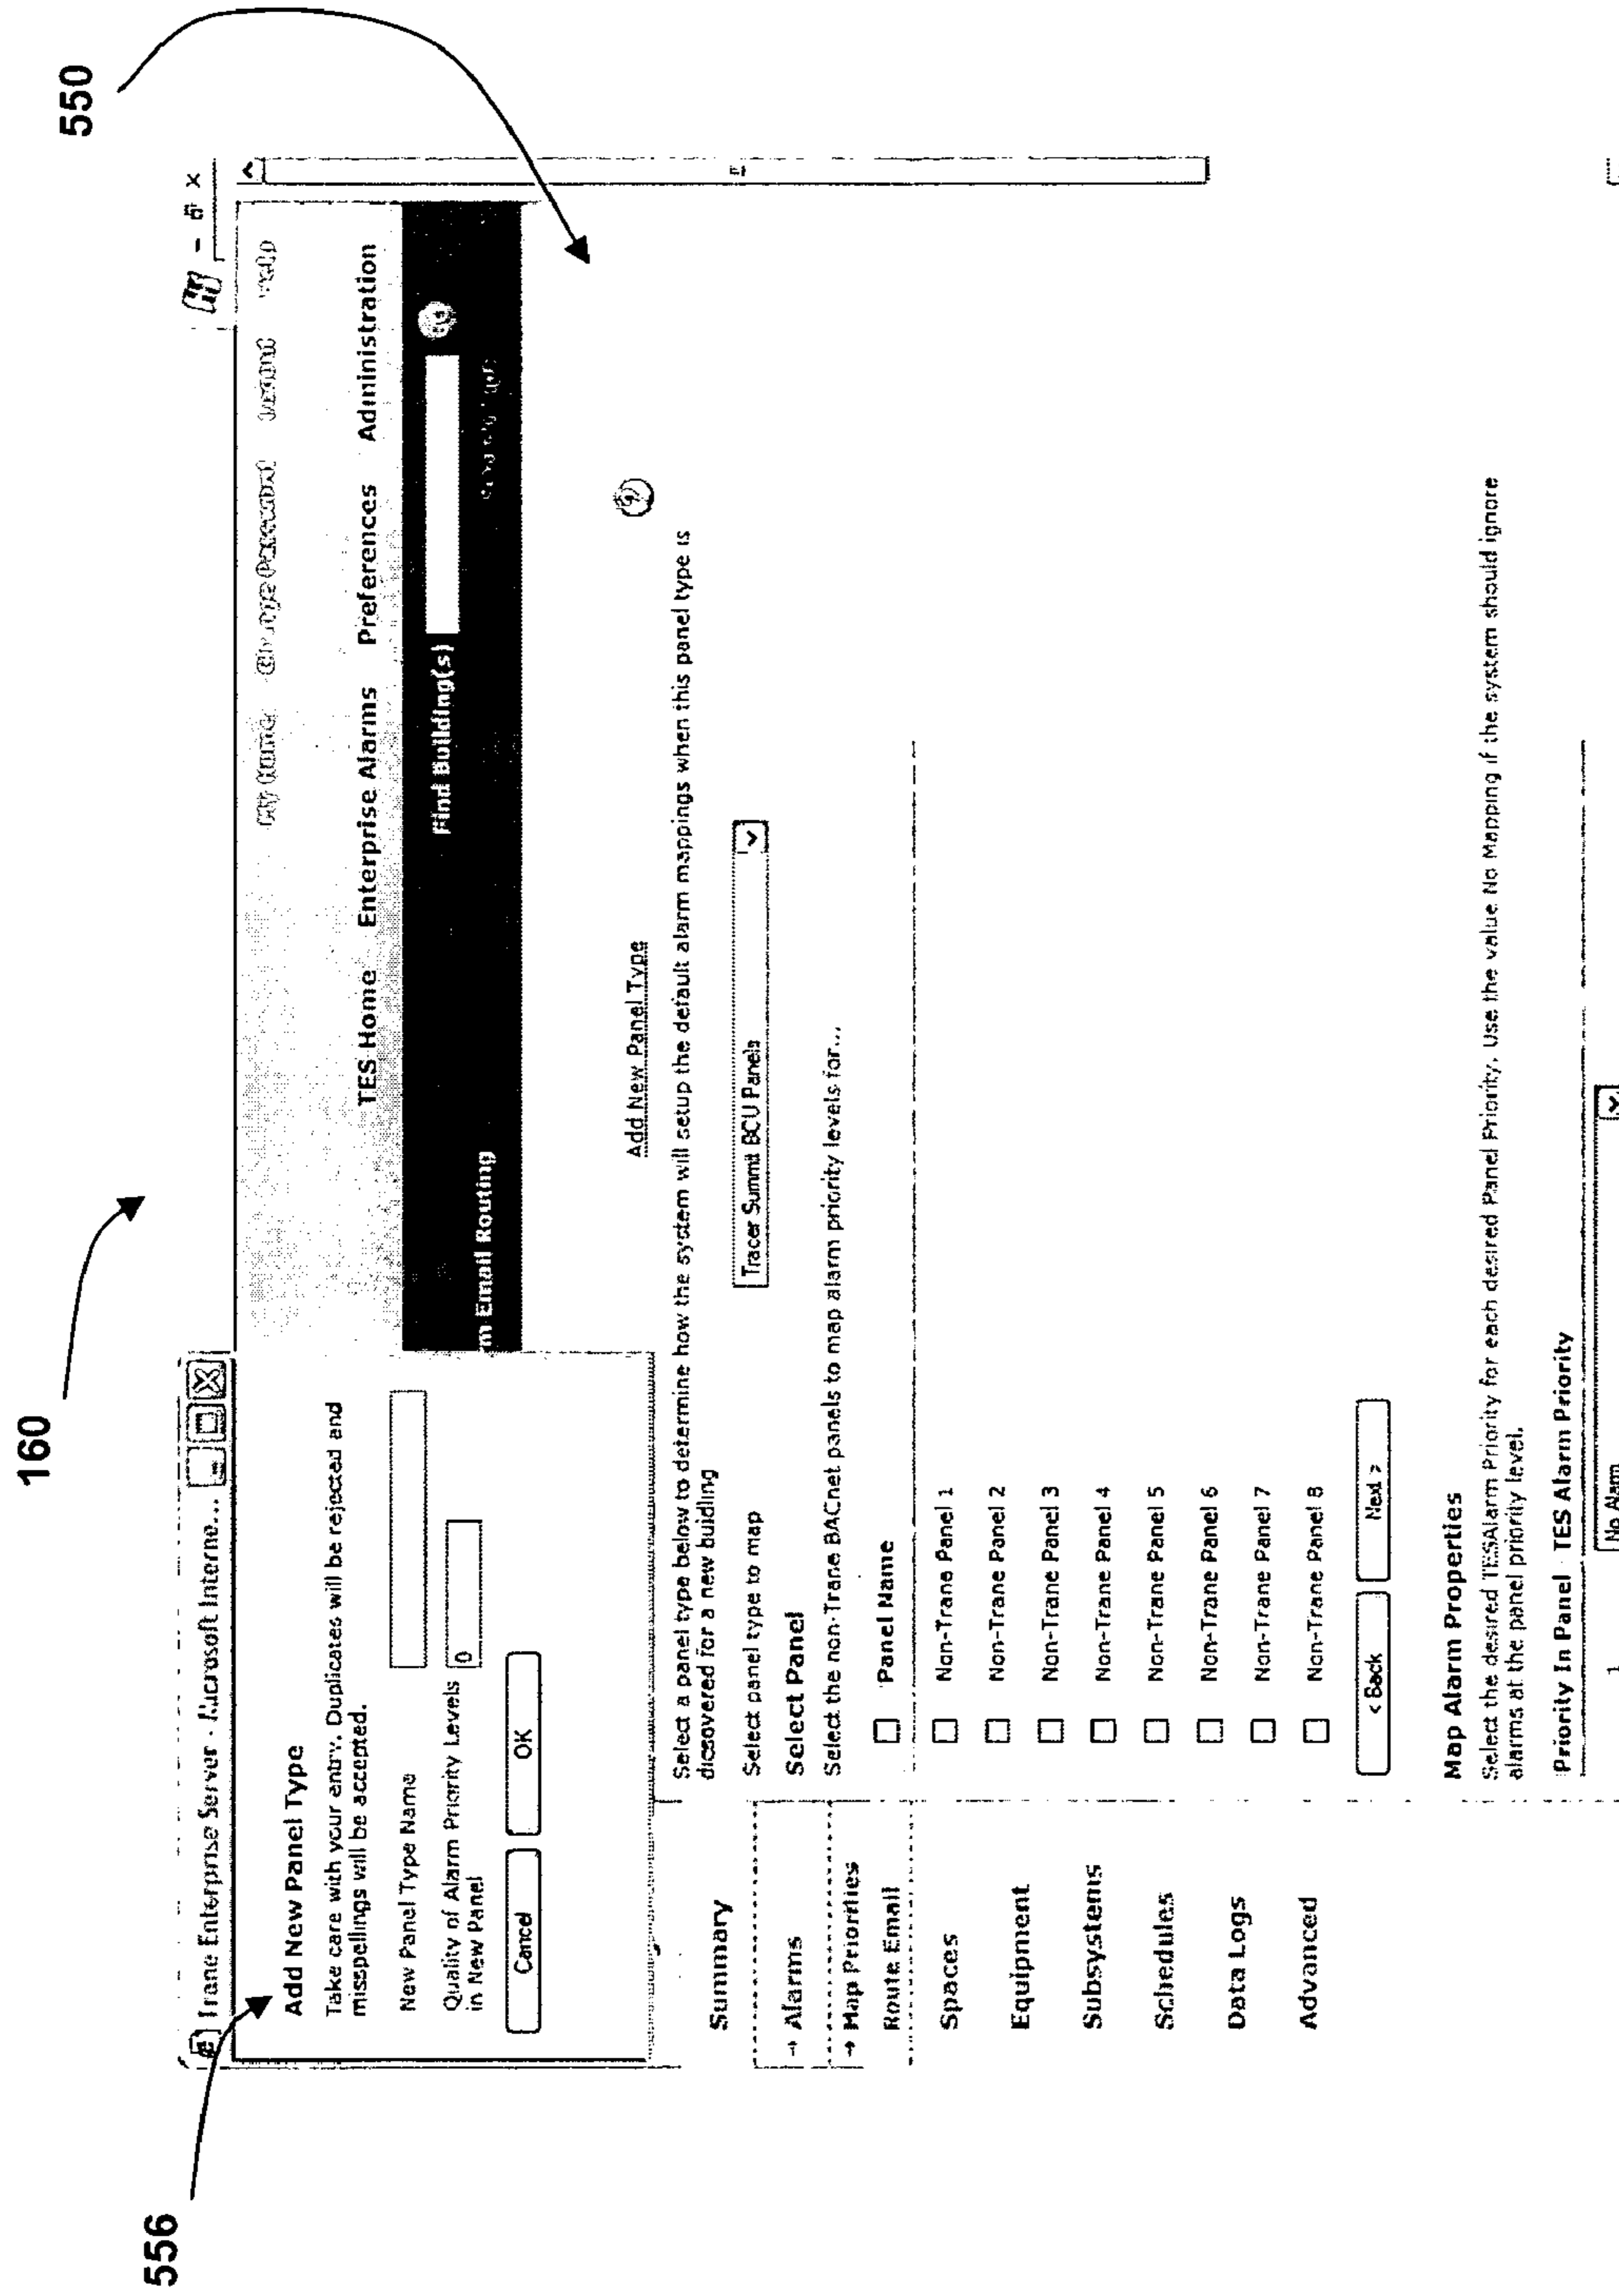 160
550
556
Trane Enterprise Server - Microsoft Interne...
Add New Panel Type
Take care with your entry. Duplicates will be rejected and
misspellings will be accepted.
New Panel Type Name
Quality of Alarm Priority Levels 0
in New Panel
Cancel OK
My Home Change Password Logout Help
TES Home Enterprise Alarms Preferences Administration
Find Building(s)
m Email Routing
Add New Panel Type
Summary
→ Alarms
→ Map Priorities
Route Email
Spaces
Equipment
Subsystems
Schedules
Data Logs
Advanced
Select a panel type below to determine how the system will setup the default alarm mappings when this panel type is
dicsovered for a new buidling
Select panel type to map Tracer Summit BCU Panels
Select Panel
Select the non-Trane BACnet panels to map alarm priority levels for...
Panel Name
Non-Trane Panel 1
Non-Trane Panel 2
Non-Trane Panel 3
Non-Trane Panel 4
Non-Trane Panel 5
Non-Trane Panel 6
Non-Trane Panel 7
Non-Trane Panel 8
< Back Next >
Map Alarm Properties
Select the desired TESAlarm Priority for each desired Panel Priority. Use the value No Mapping if the system should ignore
alarms at the panel priority level.
Priority In Panel TES Alarm Priority
1 No Alarm